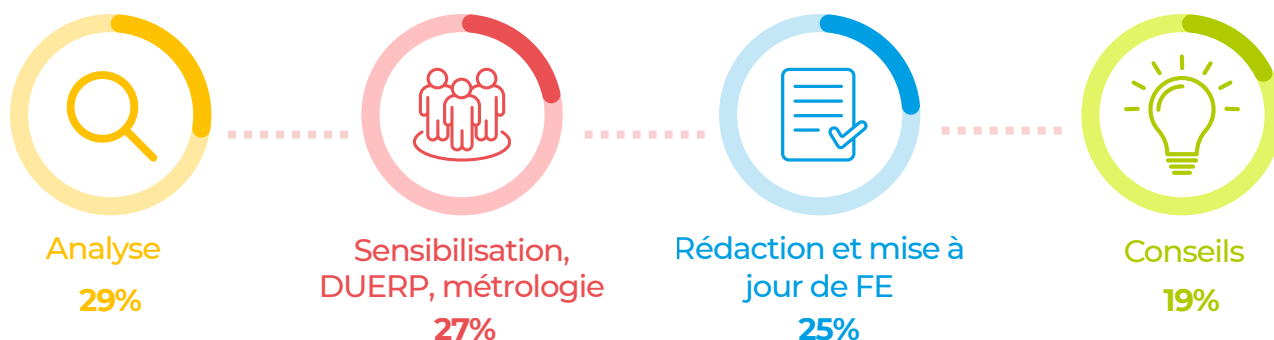 Analyse
29%
Sensibilisation,
DUERP, métrologie
27%
Rédaction et mise à
jour de FE
25%
Conseils
19%